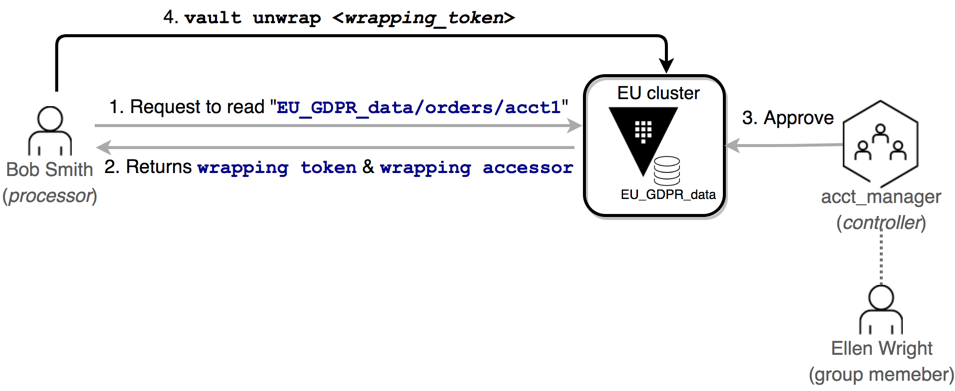 4. vault unwrap <wrapping_token>
1. Request to read "EU_GDPR_data/orders/acct1"
2. Returns wrapping token & wrapping accessor
Bob Smith
(processor)
EU cluster
EU_GDPR_data
3. Approve
acct_manager
(controller)
Ellen Wright
(group memeber)